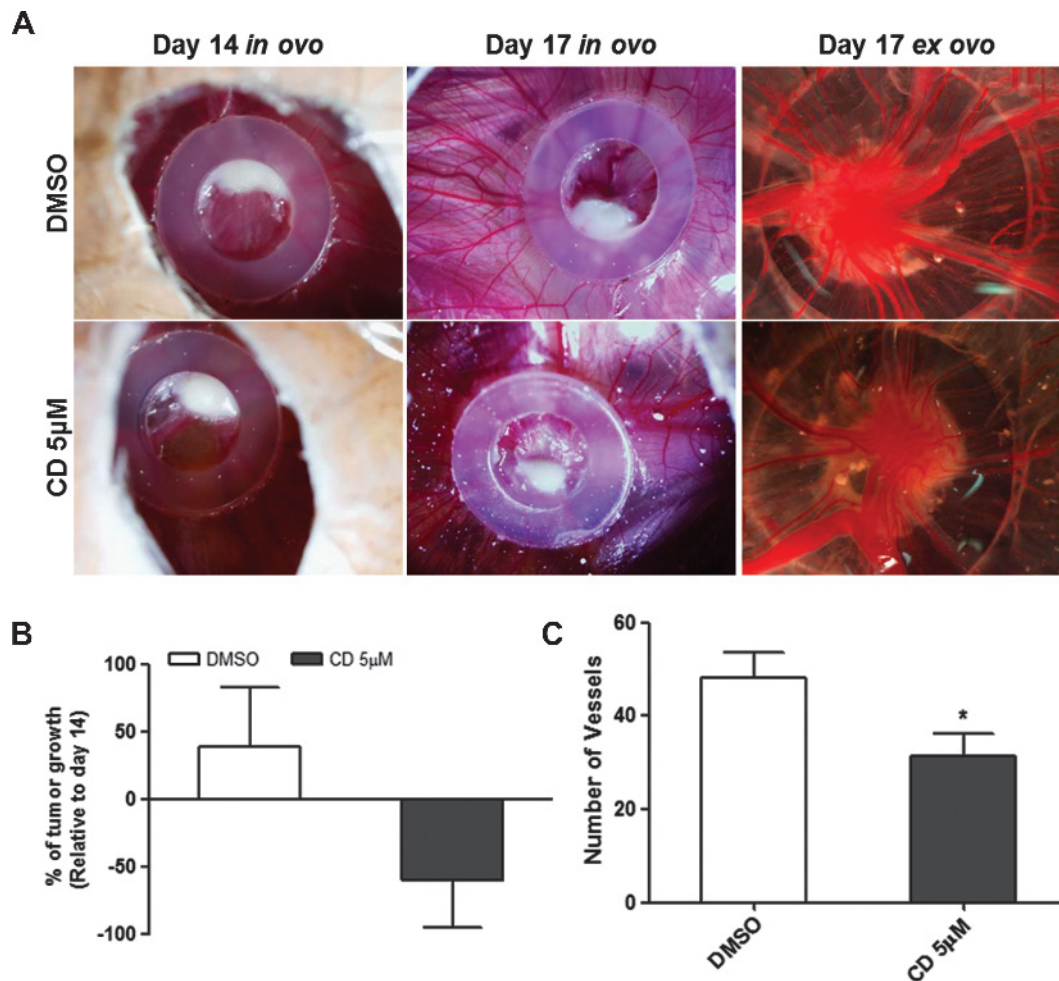 A
Day 14 in ovo
Day 17 in ovo
Day 17 ex ovo
DMSO
CD 5µM
B
DMSO
CD 5µM
% of tumor growth
(Relative to day 14)
100
50
0
-50
-100
C
Number of Vessels
60
40
20
0
*
DMSO
CD 5µM